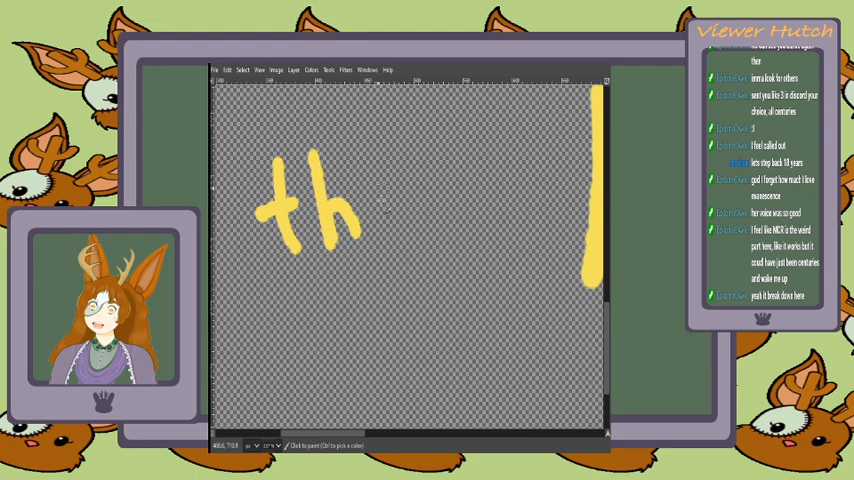 Viewer Hutch
then
imma look for others
sent you like 3 is discord your
choice, all centuries
:I
I feel called out
lets step back 18 years
god I forget how much I love
evanescence
her voice was so good
I feel like MCR is the weird
part here, like it works but it
could have just been centuries
and wake me up
yeah it break down here
File Edit Select View Image Layer Colors Tools Filters Windows Help
th
px
Click to paint (Ctrl to pick a color)